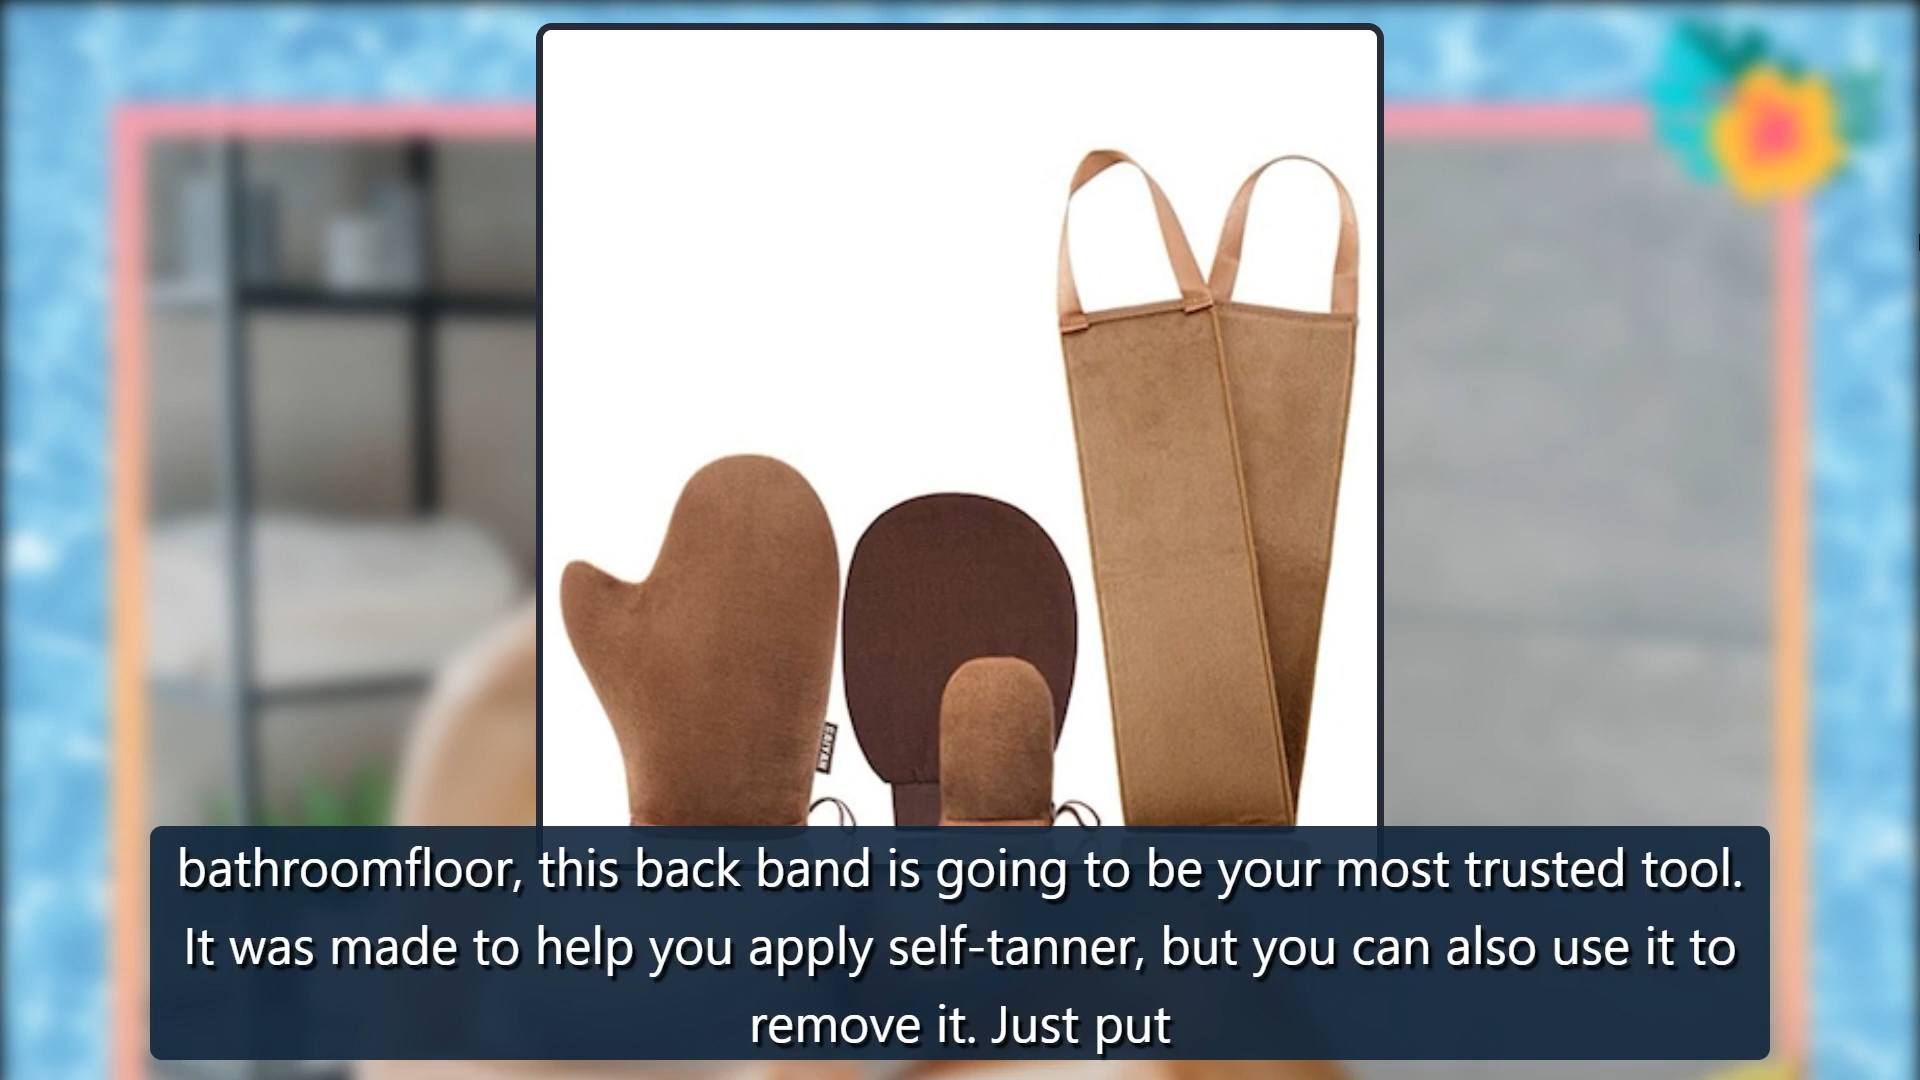 bathroomfloor, this back band is going to be your most trusted tool.
It was made to help you apply self-tanner, but you can also use it to
remove it. Just put